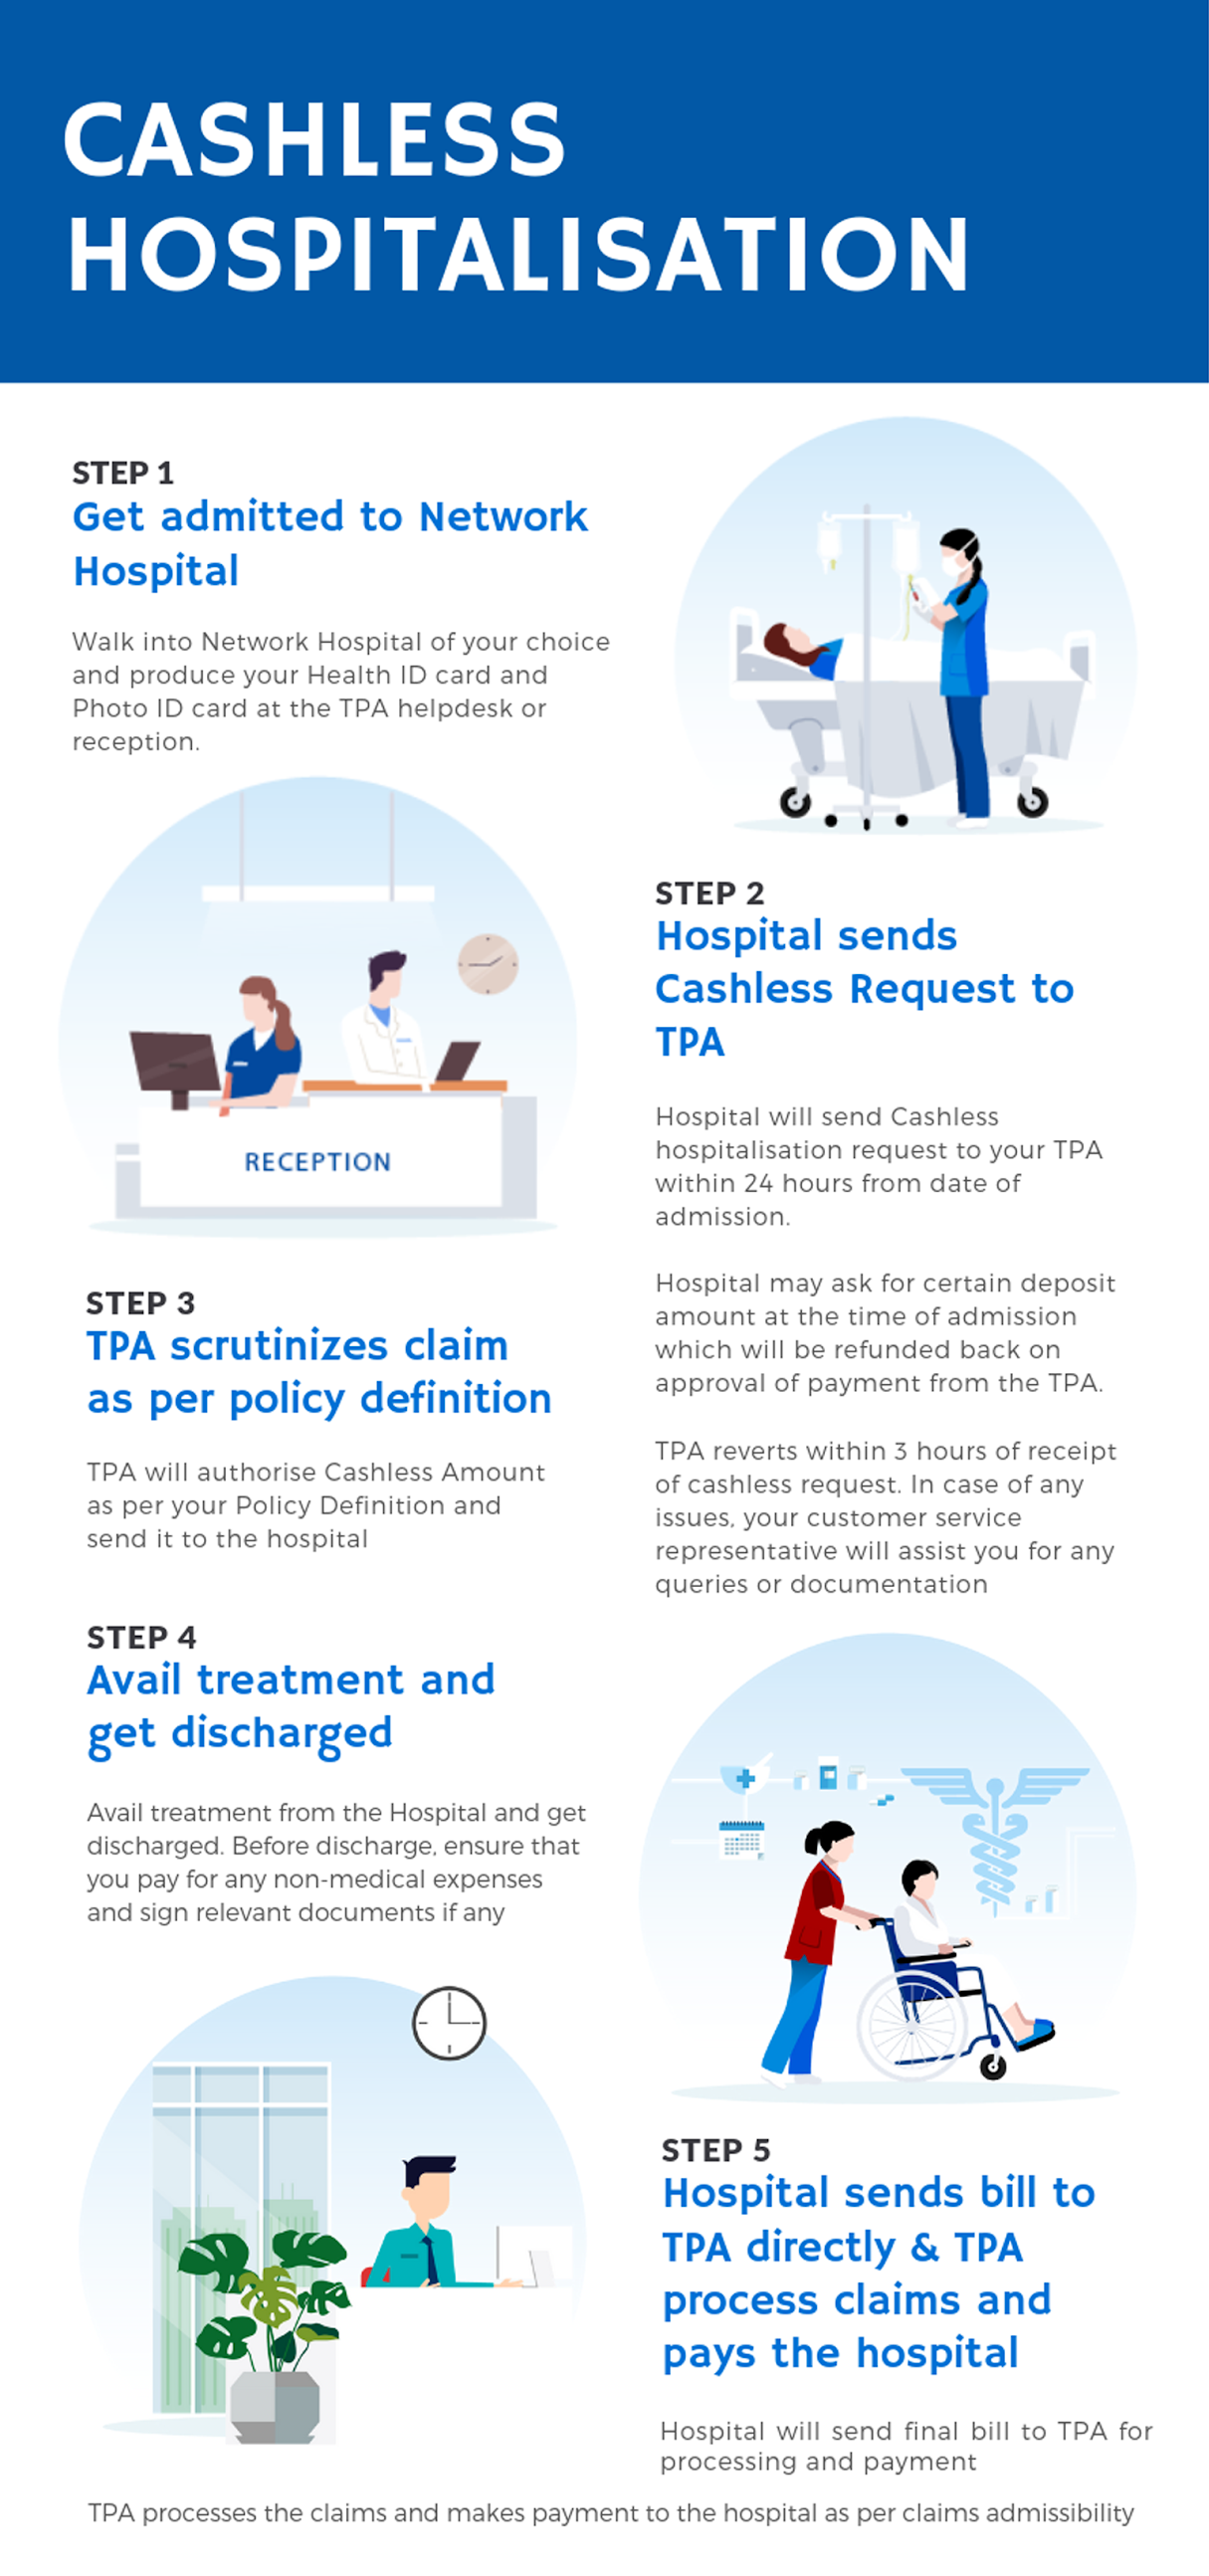 CASHLESS
HOSPITALISATION
STEP 1
Get admitted to Network
Hospital
Walk into Network Hospital of your choice
and produce your Health ID card and
Photo ID card at the TPA helpdesk or
reception.
RECEPTION
STEP 2
Hospital sends
Cashless Request to
TPA
Hospital will send Cashless
hospitalisation request to your TPA
within 24 hours from date of
admission.
Hospital may ask for certain deposit
amount at the time of admission
which will be refunded back on
approval of payment from the TPA.
TPA reverts within 3 hours of receipt
of cashless request. In case of any
issues, your customer service
representative will assist you for any
queries or documentation
STEP 3
TPA scrutinizes claim
as per policy definition
TPA will authorise Cashless Amount
as per your Policy Definition and
send it to the hospital
STEP 4
Avail treatment and
get discharged
Avail treatment from the Hospital and get
discharged. Before discharge, ensure that
you pay for any non-medical expenses
and sign relevant documents if any
STEP 5
Hospital sends bill to
TPA directly & TPA
process claims and
pays the hospital
Hospital will send final bill to TPA for
processing and payment
TPA processes the claims and makes payment to the hospital as per claims admissibility